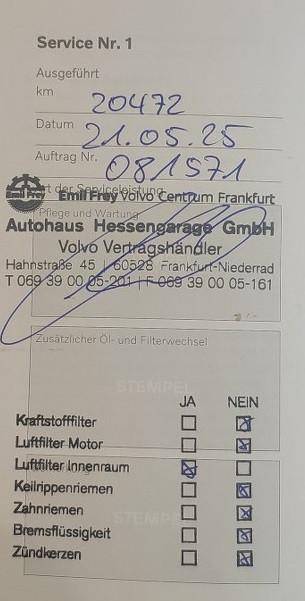 Service Nr. 1
Ausgeführt
km 20472
Datum 21.05.25
Auftrag Nr. 081571
Art der Serviceleistung
Emil Frey Emil Frey Volvo Centrum Frankfurt
Pflege und Wartung
Autohaus Hessengarage GmbH
Volvo Vertragshändler
Hahnstraße 45 | 60528 Frankfurt-Niederrad
T 069 39 00 05-201 | F 069 39 00 05-161
Zusätzlicher Öl- und Filterwechsel
STEMPEL
JA NEIN
Kraftstofffilter
Luftfilter Motor
Luftfilter Innenraum
Keilrippenriemen
Zahnriemen
STEMPEL
Bremsflüssigkeit
Zündkerzen